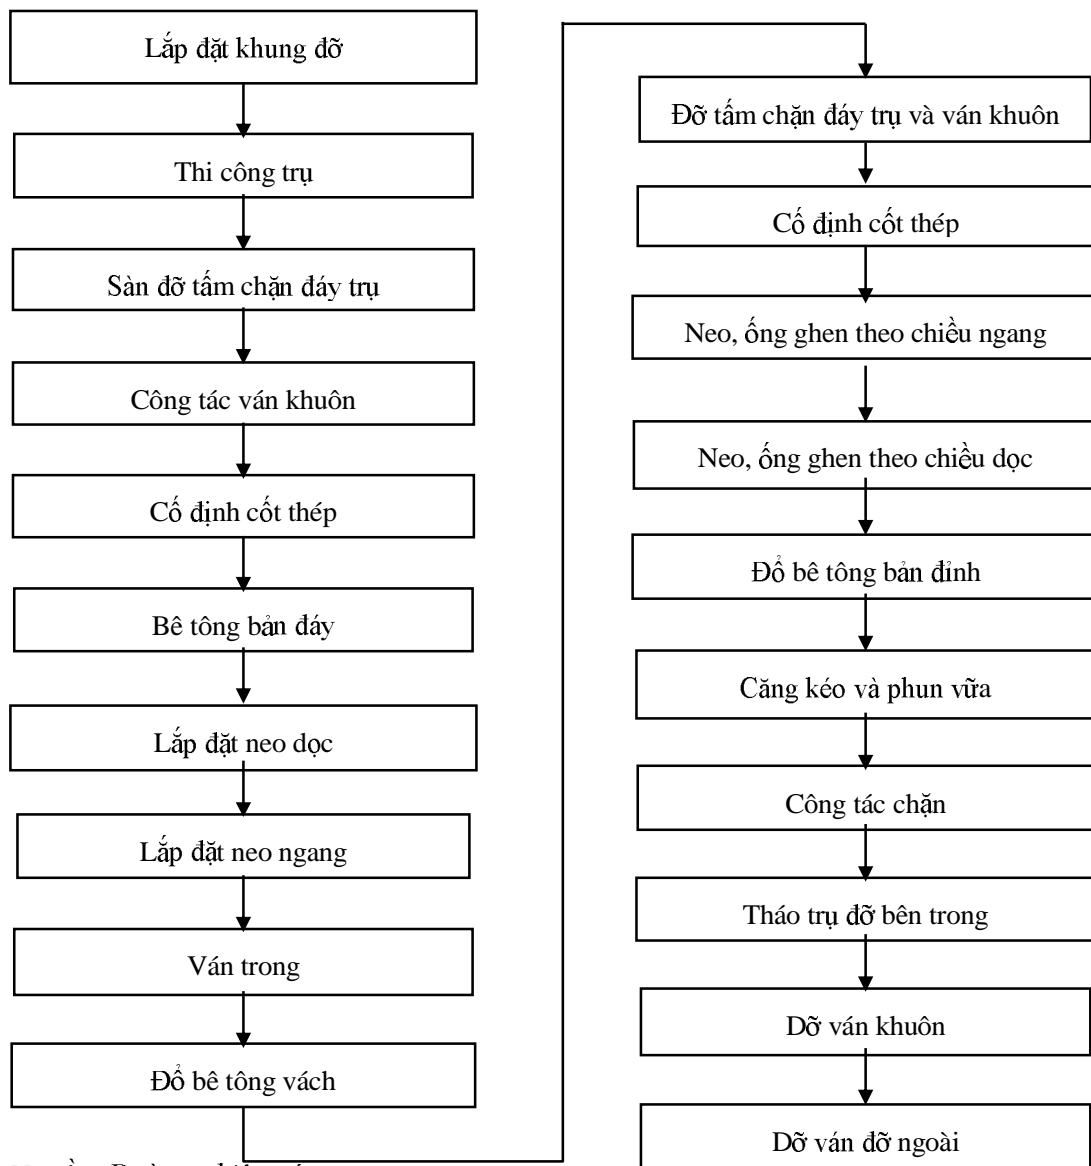 Lắp đặt khung đỡ
Thi công trụ
Sàn đỡ tấm chặn đáy trụ
Công tác ván khuôn
Cố định cốt thép
Bê tông bản đáy
Lắp đặt neo dọc
Lắp đặt neo ngang
Ván trong
Đổ bê tông vách
Đỡ tấm chặn đáy trụ và ván khuôn
Cố định cốt thép
Neo, ống ghen theo chiều ngang
Neo, ống ghen theo chiều dọc
Đổ bê tông bản đỉnh
Căng kéo và phun vữa
Công tác chặn
Tháo trụ đỡ bên trong
Dỡ ván khuôn
Dỡ ván đỡ ngoài